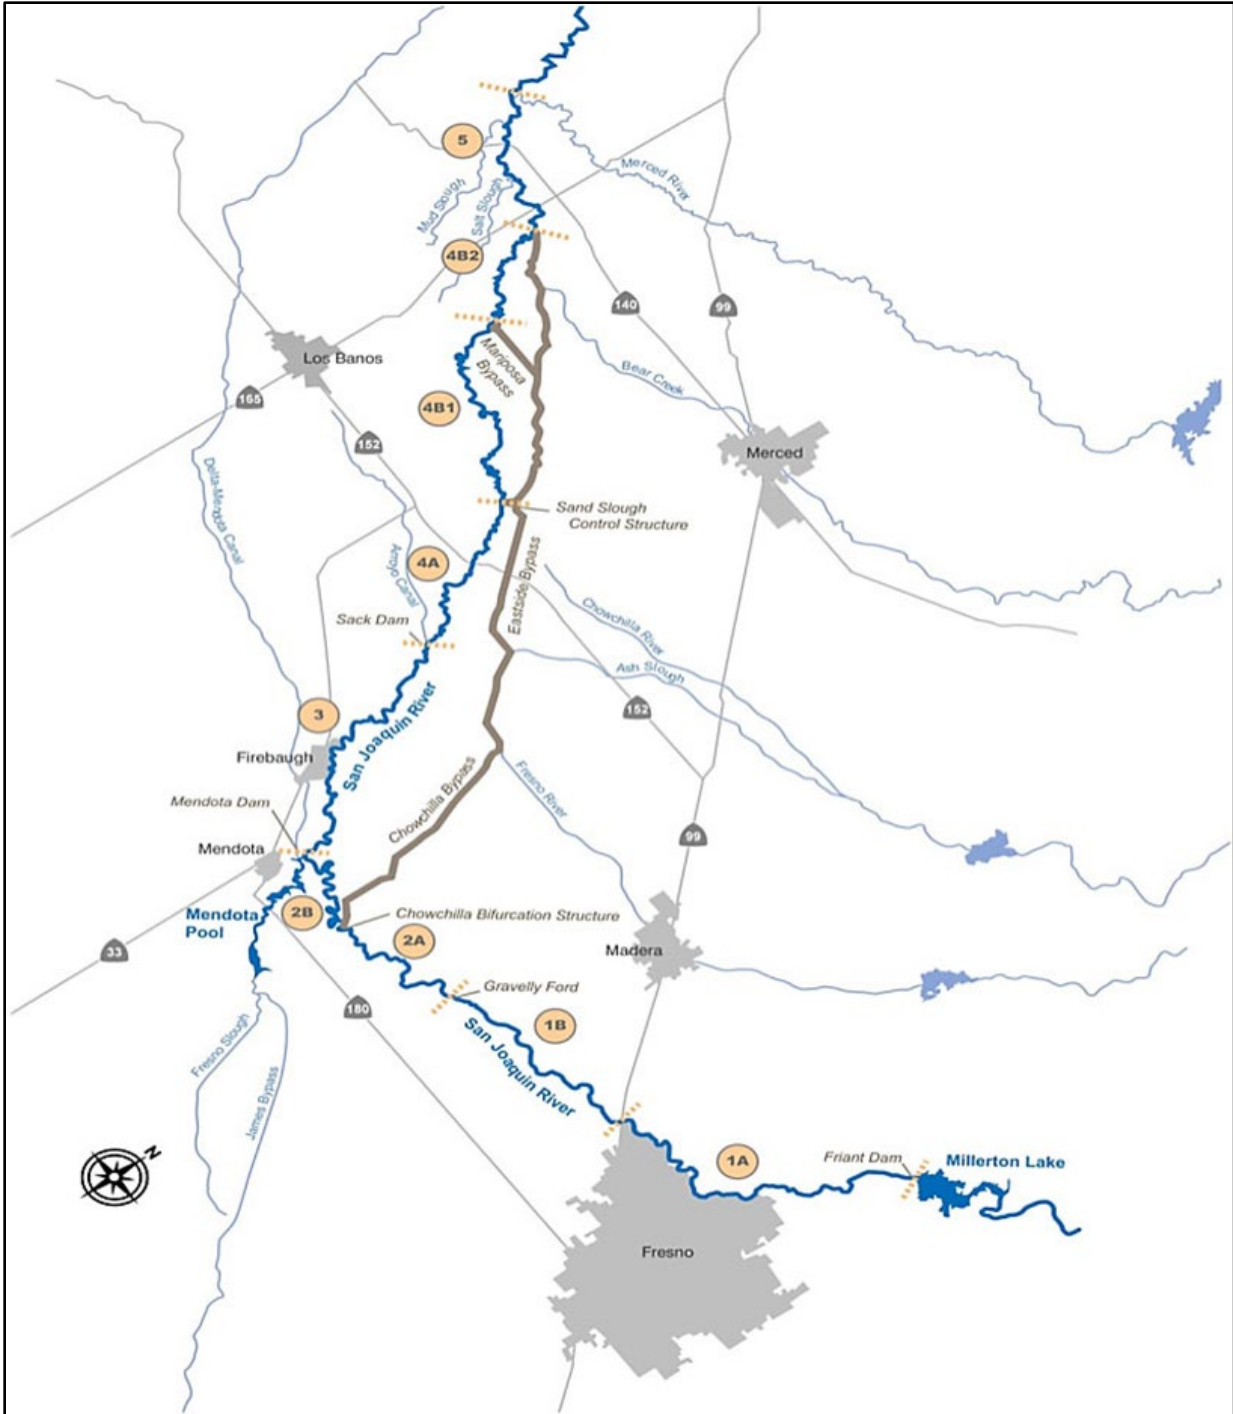 5
Merced River
Mud Slough
Salt Slough
4B2
140
99
Mariposa
Bypass
Los Banos
Bear Creek
165
4B1
152
Merced
Delta-Mendota Canal
Sand Slough
Control Structure
4A
Arroyo Canal
Eastside Bypass
Chowchilla River
Sack Dam
Ash Slough
152
3
San Joaquin River
Firebaugh
Fresno River
Chowchilla Bypass
Mendota Dam
99
Mendota
2B
Mendota
Pool
Chowchilla Bifurcation Structure
2A
Madera
33
Gravelly Ford
180
1B
San Joaquin River
Fresno Slough
James Bypass
N
1A
Friant Dam
Millerton Lake
Fresno